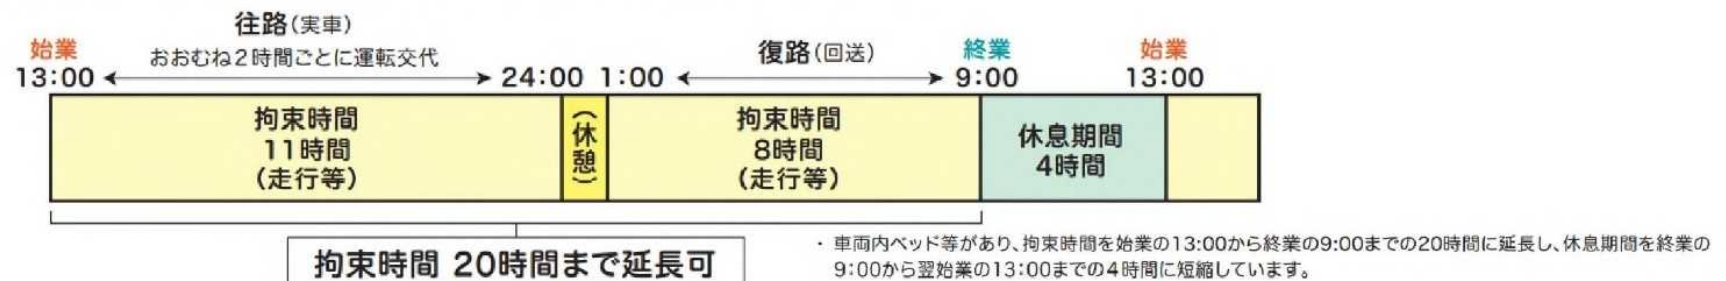 往路(実車)
おおむね2時間ごとに運転交代
復路(回送)
始業
終業
始業
13:00
24:00
1:00
9:00
13:00
拘束時間
11時間
(走行等)
(休憩)
拘束時間
8時間
(走行等)
休息期間
4時間
拘束時間 20時間まで延長可
・車両内ベッド等があり、拘束時間を始業の13:00から終業の9:00までの20時間に延長し、休息期間を終業の
9:00から翌始業の13:00までの4時間に短縮しています。